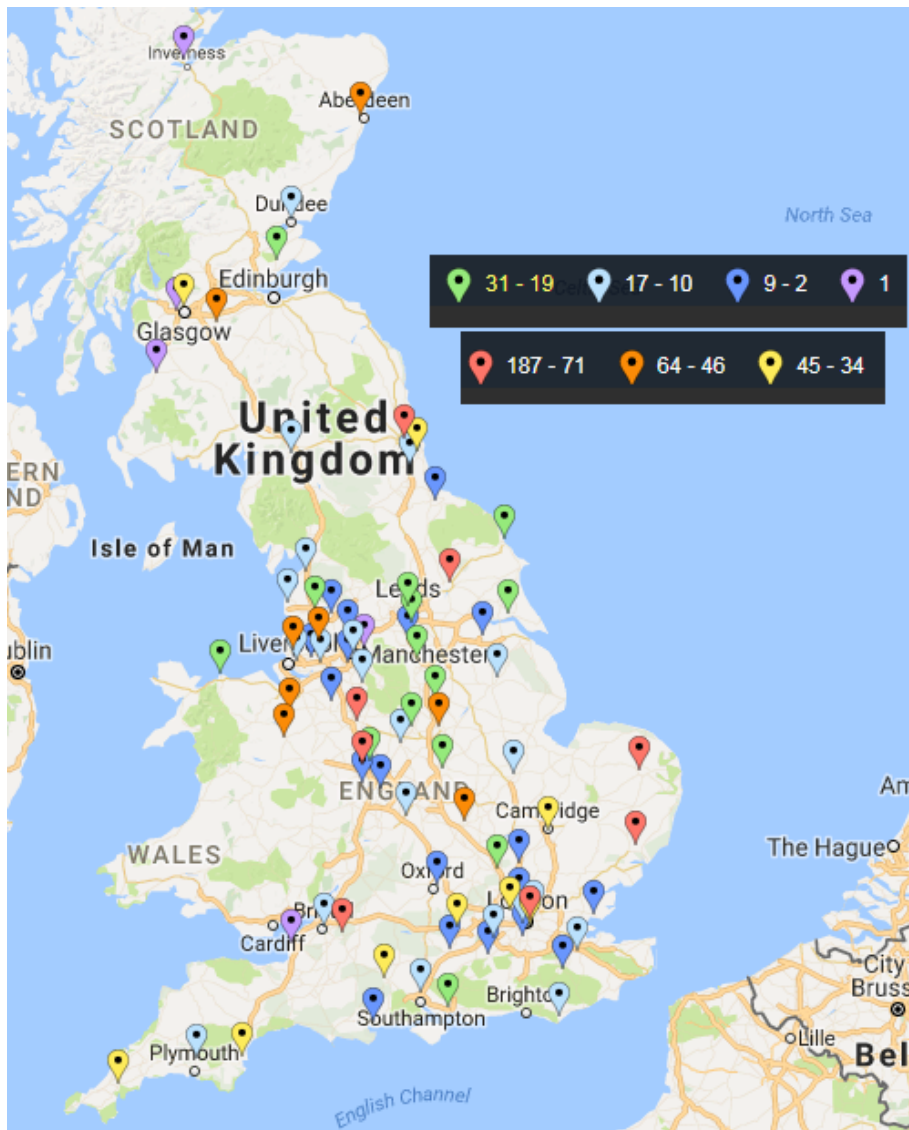 Inverness
Aberdeen
SCOTLAND
Dundee
North Sea
Edinburgh
31 - 19
17 - 10
9 - 2
1
Glasgow
187 - 71
64 - 46
45 - 34
United
Kingdom
ERN
ND
Isle of Man
Leeds
ublin
Manchester
ENGLAND
Am
Cambridge
WALES
The Hague
Oxford
London
Cardiff
City
Bruss
Brighton
Southampton
Lille
Plymouth
Bel
English Channel